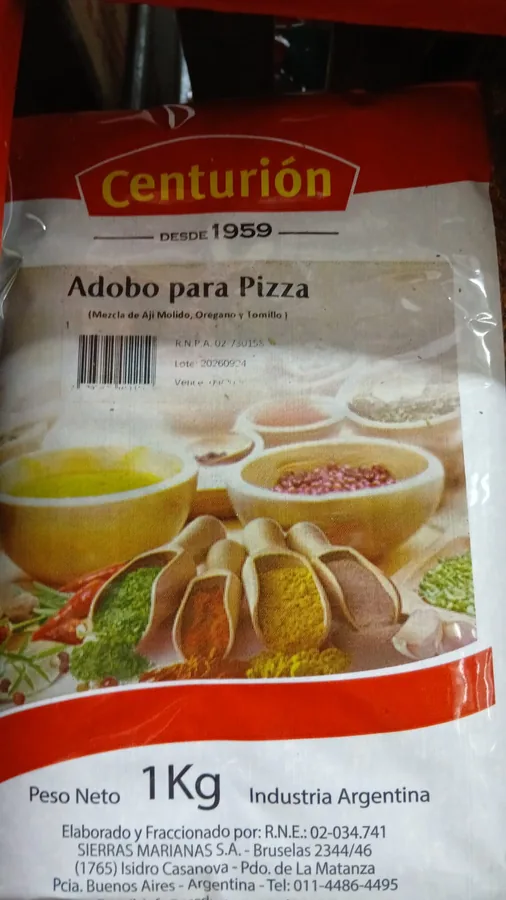 Centurión
DESDE 1959
Adobo para Pizza
(Mezcla de Aji Molido, Oregano y Tomillo)
1
R.N.P.A. 02-730158
Lote: 20260924
Vence
Peso Neto 1Kg Industria Argentina
Elaborado y Fraccionado por: R.N.E.: 02-034.741
SIERRAS MARIANAS S.A. - Bruselas 2344/46
(1765) Isidro Casanova - Pdo. de La Matanza
Pcia. Buenos Aires - Argentina - Tel: 011-4486-4495